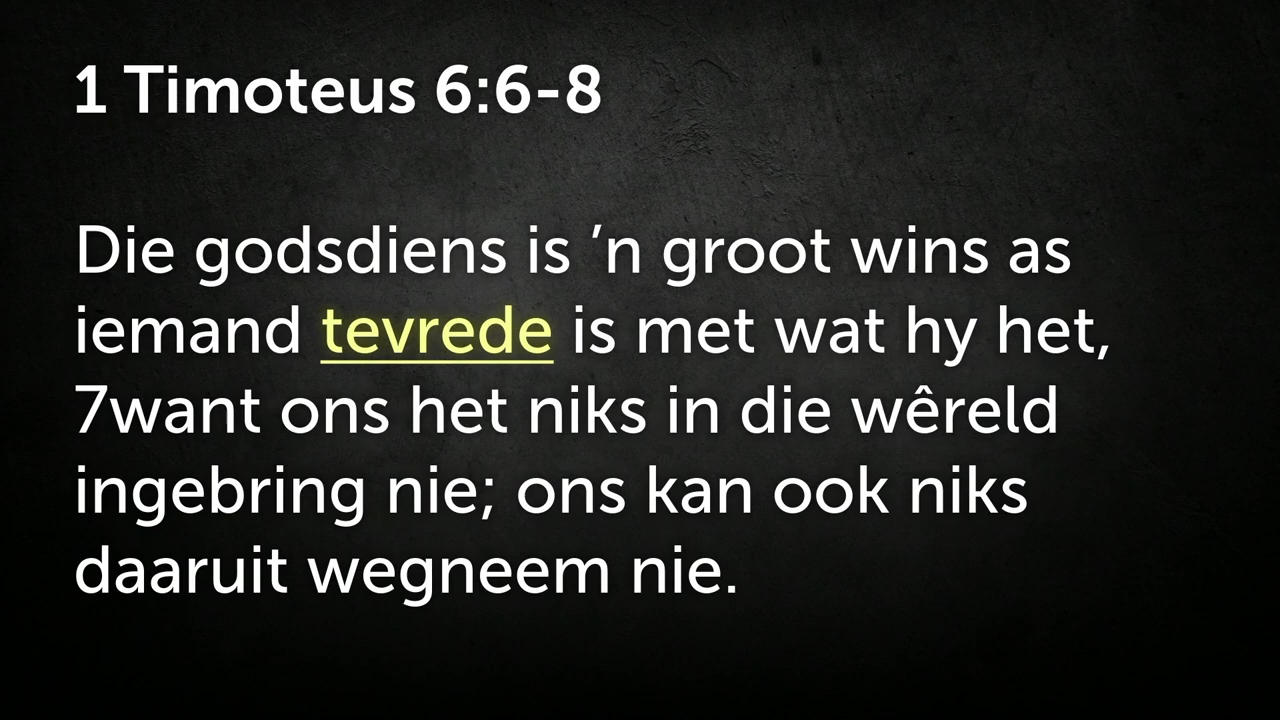 1 Timoteus 6:6-8
Die godsdiens is ’n groot wins as
iemand tevrede is met wat hy het,
7want ons het niks in die wêreld
ingebring nie; ons kan ook niks
daaruit wegneem nie.